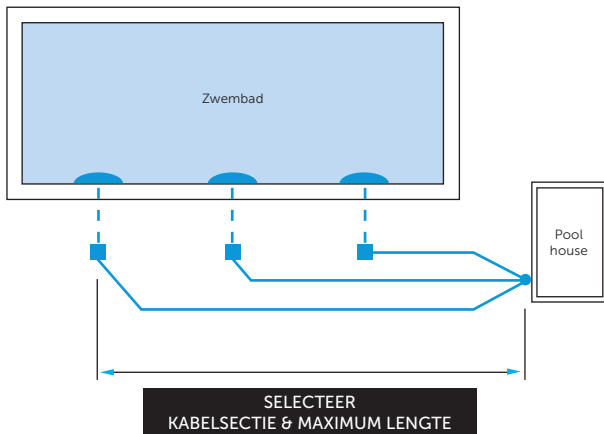 Zwembad
Pool
house
SELECTEER
KABELSECTIE & MAXIMUM LENGTE